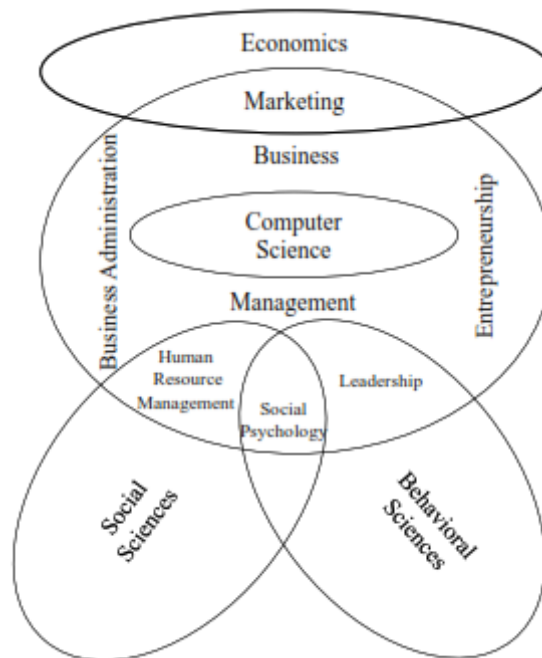 Economics
Marketing
Business
Business Administration
Entrepreneurship
Computer
Science
Management
Human
Resource
Management
Leadership
Social
Psychology
Social
Sciences
Behavioral
Sciences